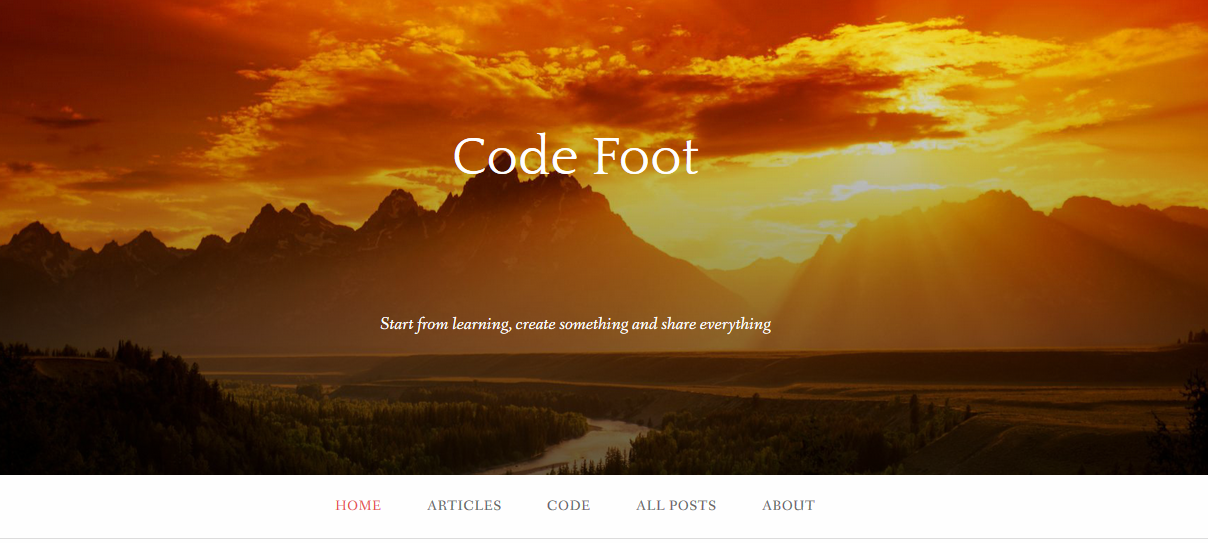 Code Foot
Start from learning, create something and share everything
HOME ARTICLES CODE ALL POSTS ABOUT